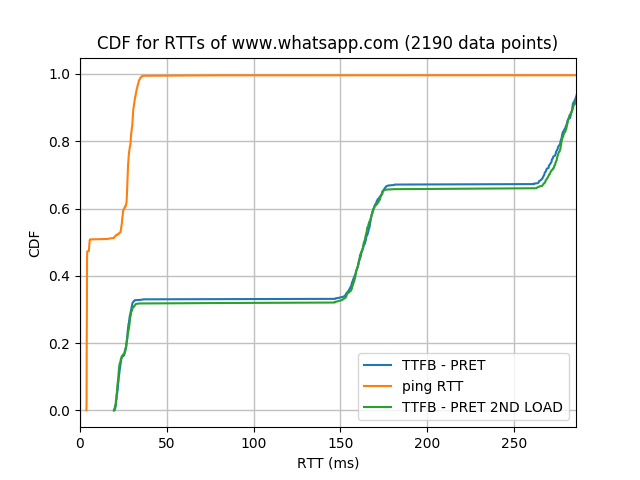 CDF for RTTs of www.whatsapp.com (2190 data points)
1.0
0.8
0.6
0.4
0.2
0.0
CDF
0 50 100 150 200 250
RTT (ms)
TTFB - PRET
ping RTT
TTFB - PRET 2ND LOAD